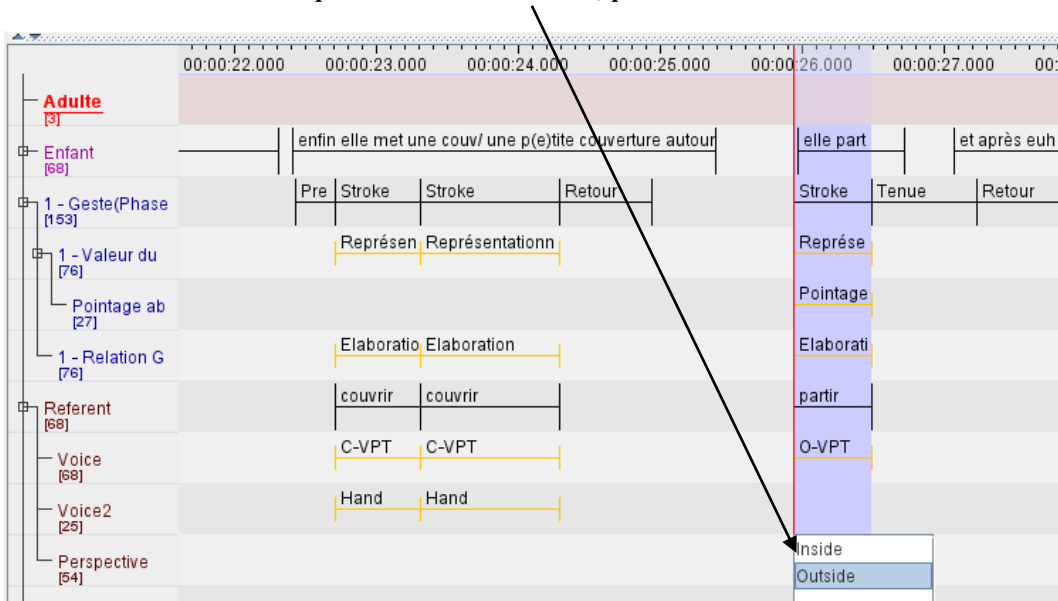 00:00:22.000 00:00:23.000 00:00:24.000 00:00:25.000 00:00:26.000 00:00:27.000 00:
Adulte
[3]
Enfant enfin elle met une couv/ une p(e)tite couverture autour elle part et après euh
[68]
1 - Geste(Phase Pre Stroke Stroke Retour Stroke Tenue Retour
[153]
1 - Valeur du Représen Représentationn Représe
[76]
Pointage ab Pointage
[27]
1 - Relation G Elaboratio Elaboration Elaborati
[76]
Referent couvrir couvrir partir
[68]
Voice C-VPT C-VPT O-VPT
[68]
Voice2 Hand Hand
[25]
Perspective Inside
[54] Outside